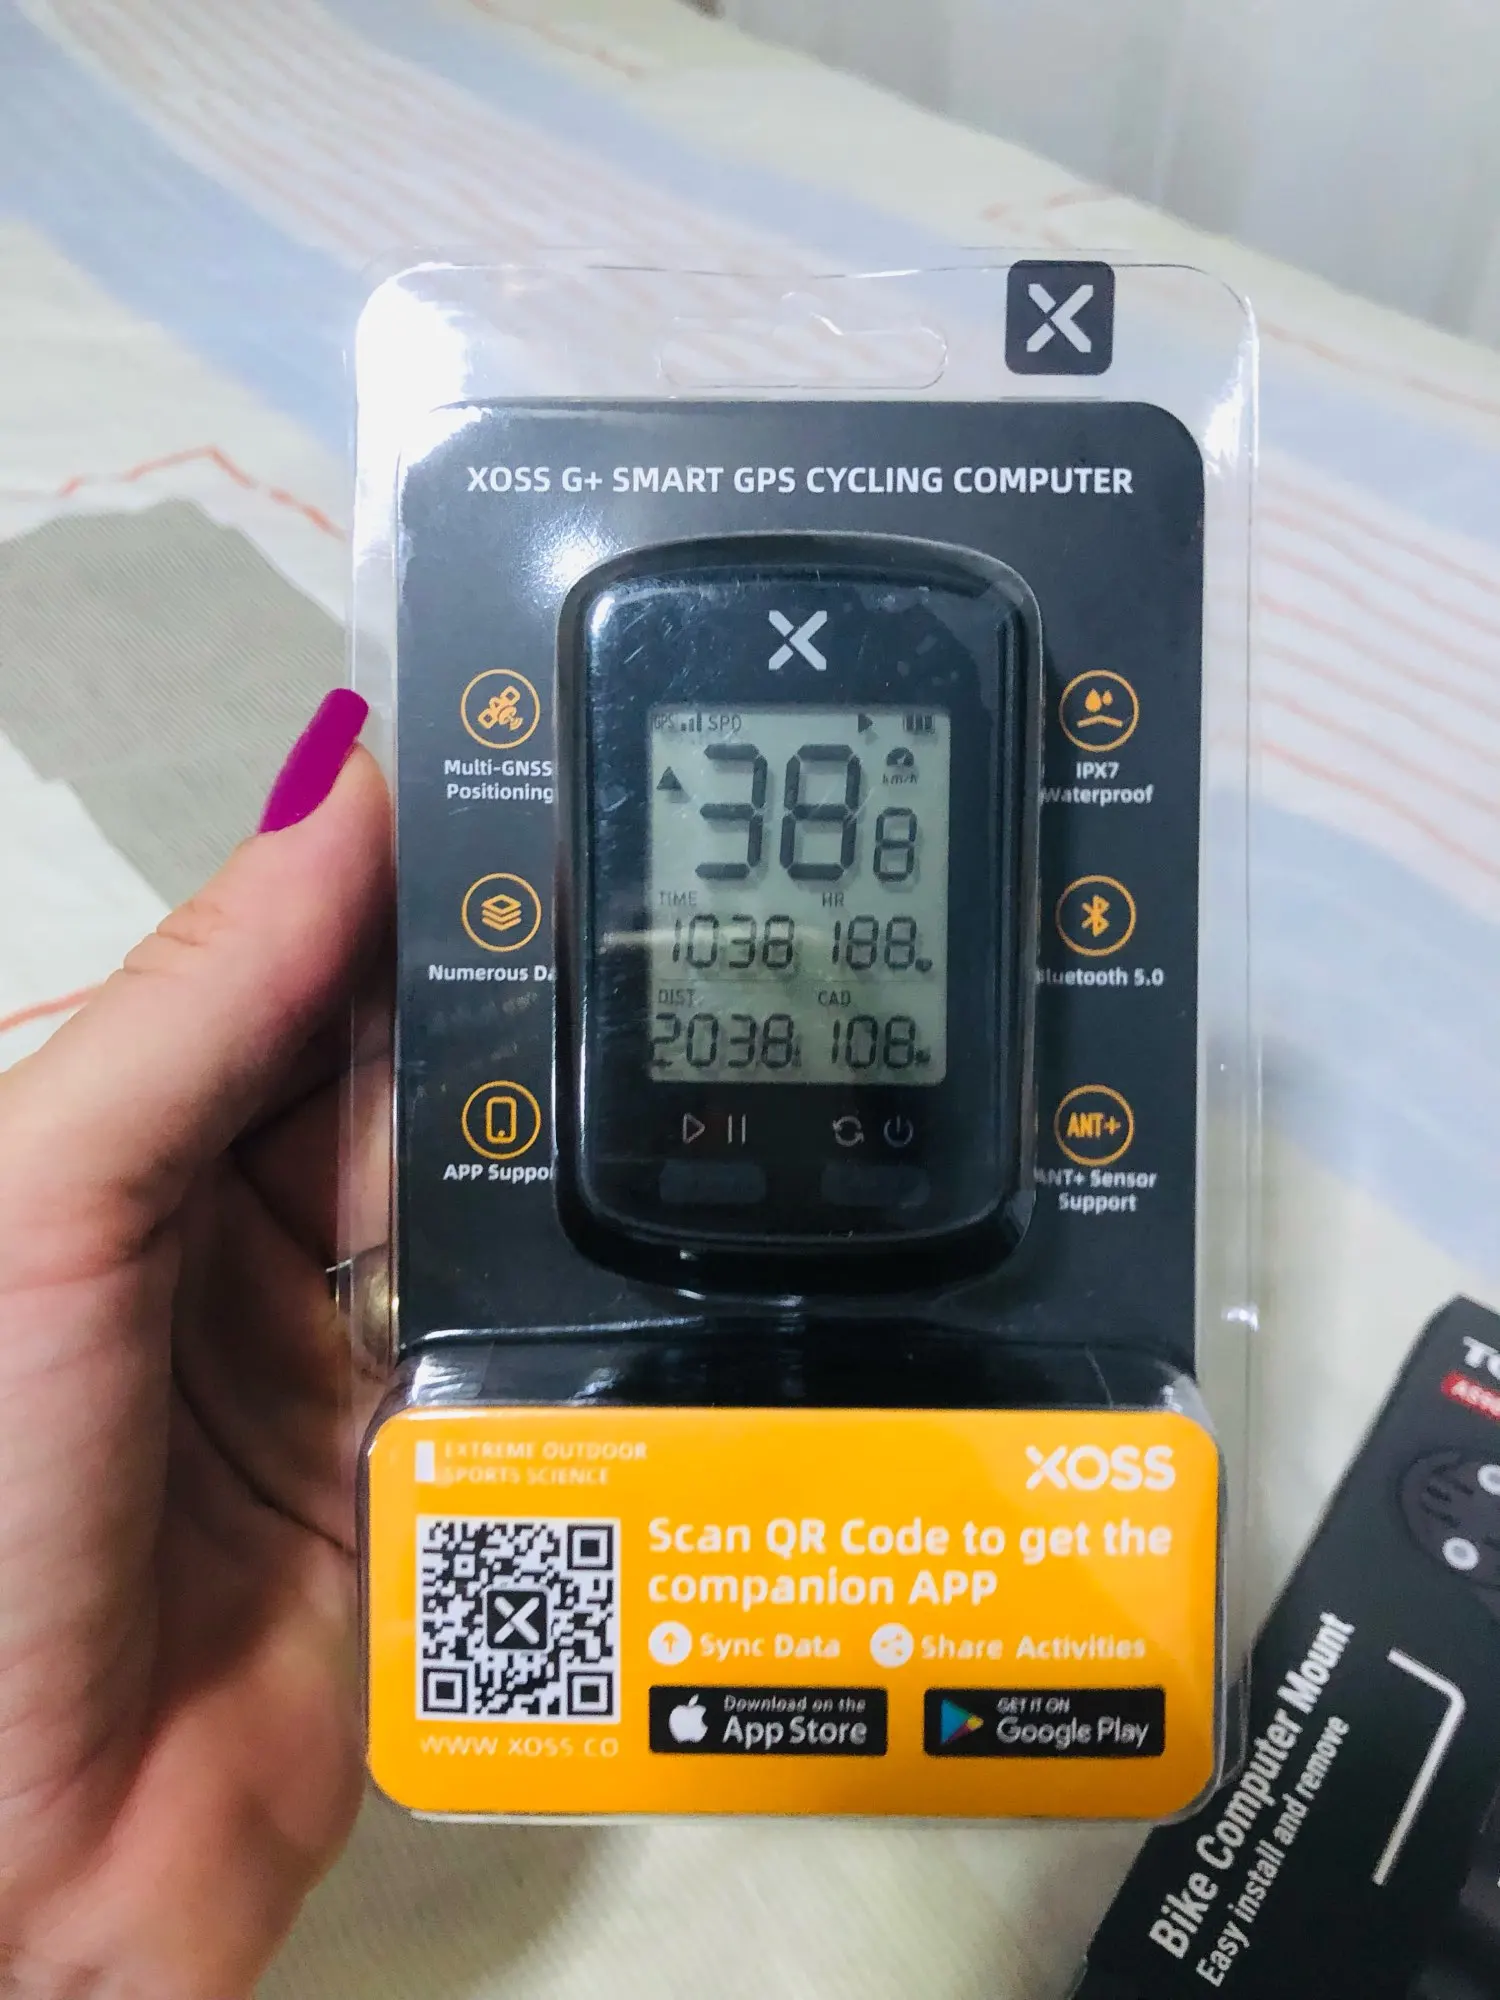 XOSS G+ SMART GPS CYCLING COMPUTER
GPS SPD
38 8
km/h
TIME HR
1038 188
DIST. CAD
2038 108
Multi-GNSS
Positioning
Numerous
APP
IPX7
Waterproof
Bluetooth 5.0
ANT+
ANT+ Sensor
Support
EXTREME OUTDOOR
SPORTS SCIENCE
XOSS
Scan QR Code to get the
companion APP
Sync Data Share Activities
Download on the
App Store
GET IT ON
Google Play
WWW.XOSS.CO
Bike Computer Mount
Easy install and remove